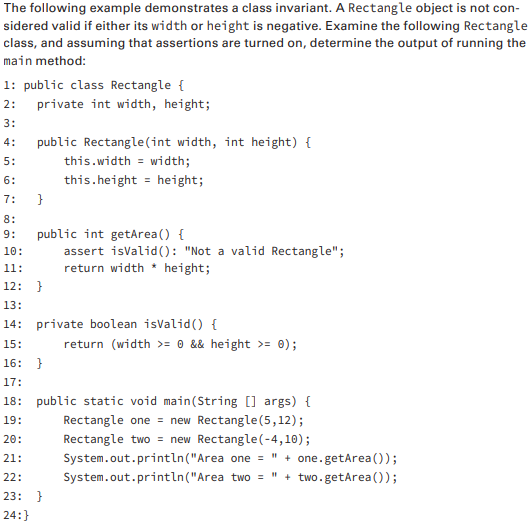 The following example demonstrates a class invariant. A Rectangle object is not con-
sidered valid if either its width or height is negative. Examine the following Rectangle
class, and assuming that assertions are turned on, determine the output of running the
main method:
1: public class Rectangle {
2:   private int width, height;
3:
4:   public Rectangle(int width, int height) {
5:       this.width = width;
6:       this.height = height;
7:   }
8:
9:   public int getArea() {
10:      assert isValid(): "Not a valid Rectangle";
11:      return width * height;
12:  }
13:
14:  private boolean isValid() {
15:      return (width >= 0 && height >= 0);
16:  }
17:
18:  public static void main(String [] args) {
19:      Rectangle one = new Rectangle(5,12);
20:      Rectangle two = new Rectangle(-4,10);
21:      System.out.println("Area one = " + one.getArea());
22:      System.out.println("Area two = " + two.getArea());
23:  }
24:}